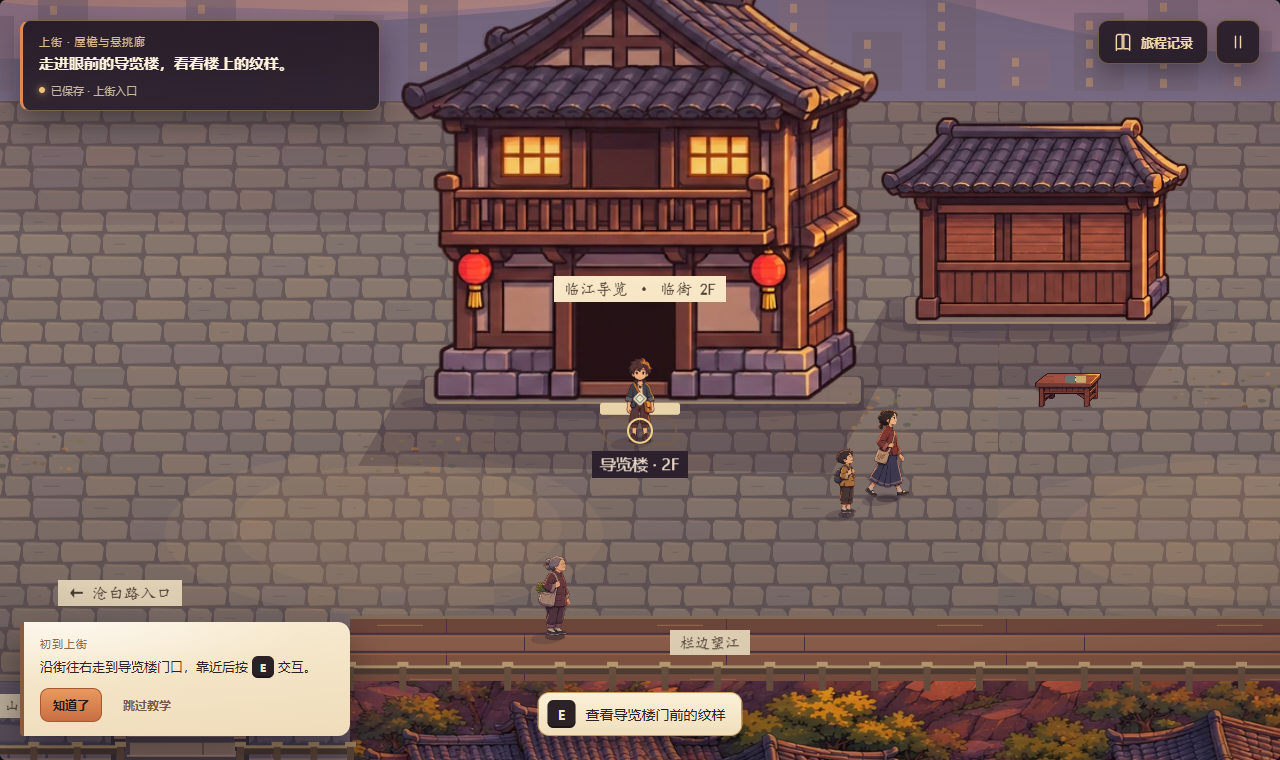 上街 · 屋檐与悬挑廊
走进眼前的导览楼，看看楼上的纹样。
已保存 · 上街入口
旅程记录
临江导览 · 临街 2F
导览楼 · 2F
← 沧白路入口
初到上街
沿街往右走到导览楼门口，靠近后按 E 交互。
知道了
跳过教学
栏边望江
山
E 查看导览楼门前的纹样